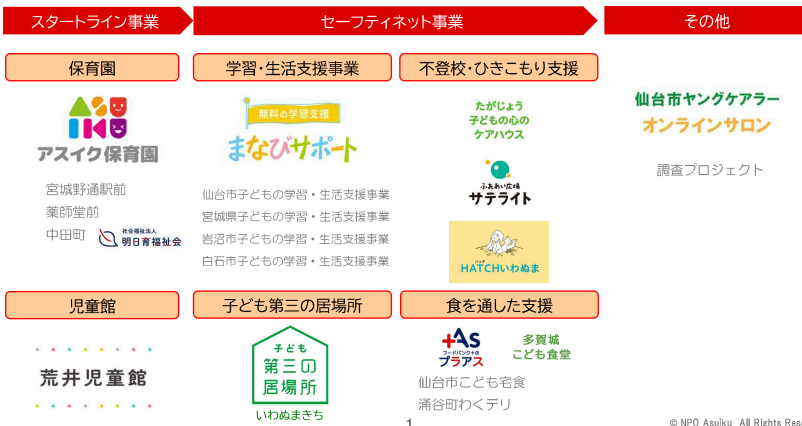 スタートライン事業
セーフティネット事業
その他
保育園
学習・生活支援事業
不登校・ひきこもり支援
ASUIKU
アスイク保育園
宮城野通駅前
薬師堂前
中田町
社会福祉法人
明日育福祉会
無料の学習支援
まなびサポート
仙台市子どもの学習・生活支援事業
宮城県子どもの学習・生活支援事業
岩沼市子どもの学習・生活支援事業
白石市子どもの学習・生活支援事業
たがじょう
子どもの心の
ケアハウス
ふれあい広場
サテライト
ハッチ
HATCHいわぬま
仙台市ヤングケアラー
オンラインサロン
調査プロジェクト
児童館
子ども第三の居場所
食を通した支援
荒井児童館
子ども
第三の
居場所
いわぬまきち
+AS
フードバンク+α
プラアス
多賀城
こども食堂
仙台市こども宅食
涌谷町わくデリ
1
© NPO Asuiku All Rights Rese